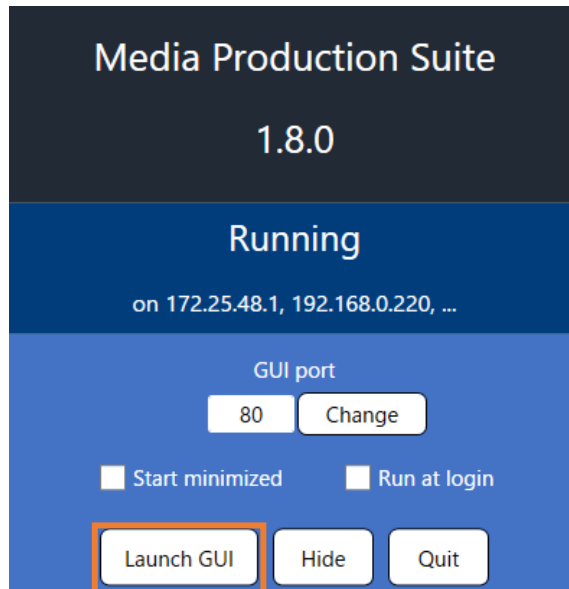 Media Production Suite
1.8.0
Running
on 172.25.48.1, 192.168.0.220, ...
GUI port
80 Change
Start minimized Run at login
Launch GUI Hide Quit